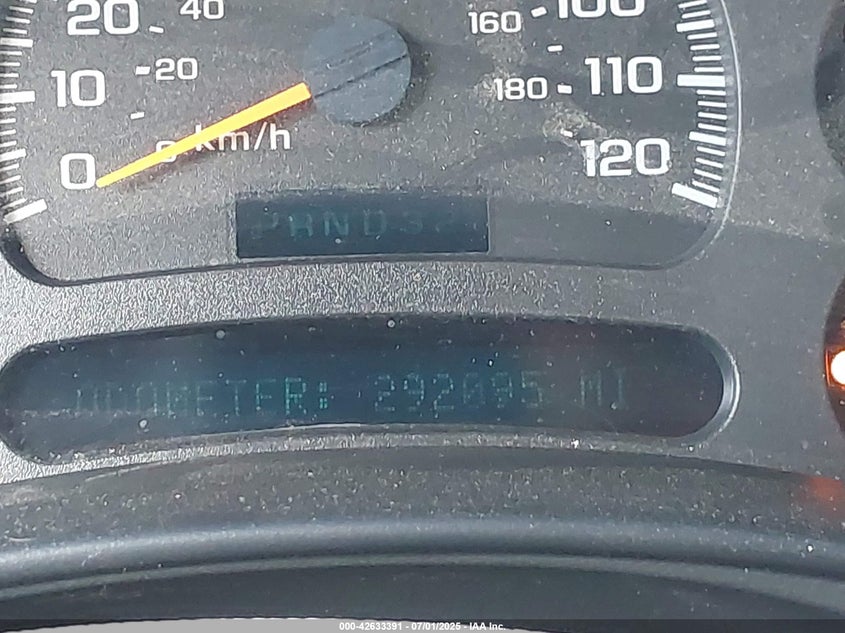 20 40 160 100
10 20 180 110
0 0 km/h 120
PRND32
ODOMETER: 292095 MI
000-42633391 - 07/01/2025 - IAA Inc.